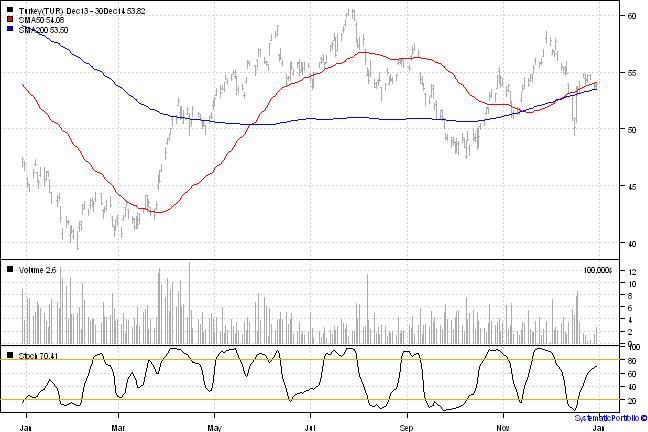 Turkey(TUR) Dec13 - 30Dec14 53.82
SMA50 54.08
SMA200 53.50
60
55
50
45
40
Volume 2.6
100,000s
12
10
8
6
4
2
0
Stoch 70.41
100
80
60
40
20
Jan Mar May Jul Sep Nov Jan
SystematicPortfolio ©